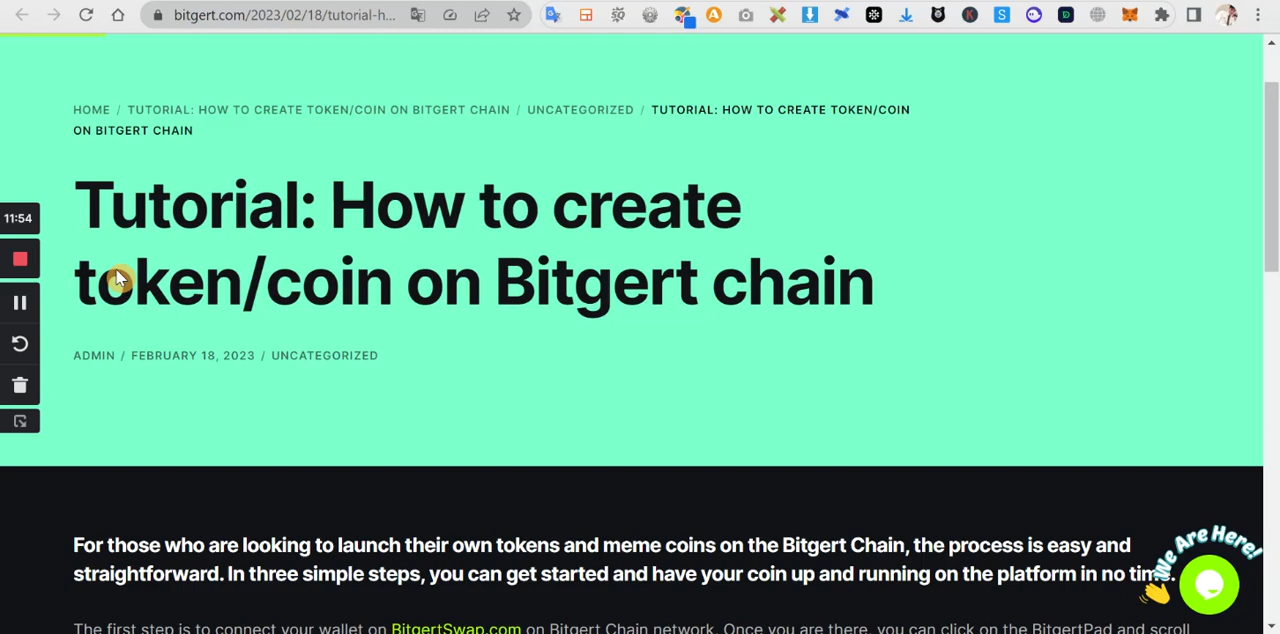 bitgert.com/2023/02/18/tutorial-h...
HOME / TUTORIAL: HOW TO CREATE TOKEN/COIN ON BITGERT CHAIN / UNCATEGORIZED / TUTORIAL: HOW TO CREATE TOKEN/COIN
ON BITGERT CHAIN
Tutorial: How to create
token/coin on Bitgert chain
11:54
ADMIN / FEBRUARY 18, 2023 / UNCATEGORIZED
For those who are looking to launch their own tokens and meme coins on the Bitgert Chain, the process is easy and
straightforward. In three simple steps, you can get started and have your coin up and running on the platform in no time.
We Are Here!
The first step is to connect your wallet on BitgertSwap.com on Bitgert Chain network. Once you are there, you can click on the BitgertPad and scroll